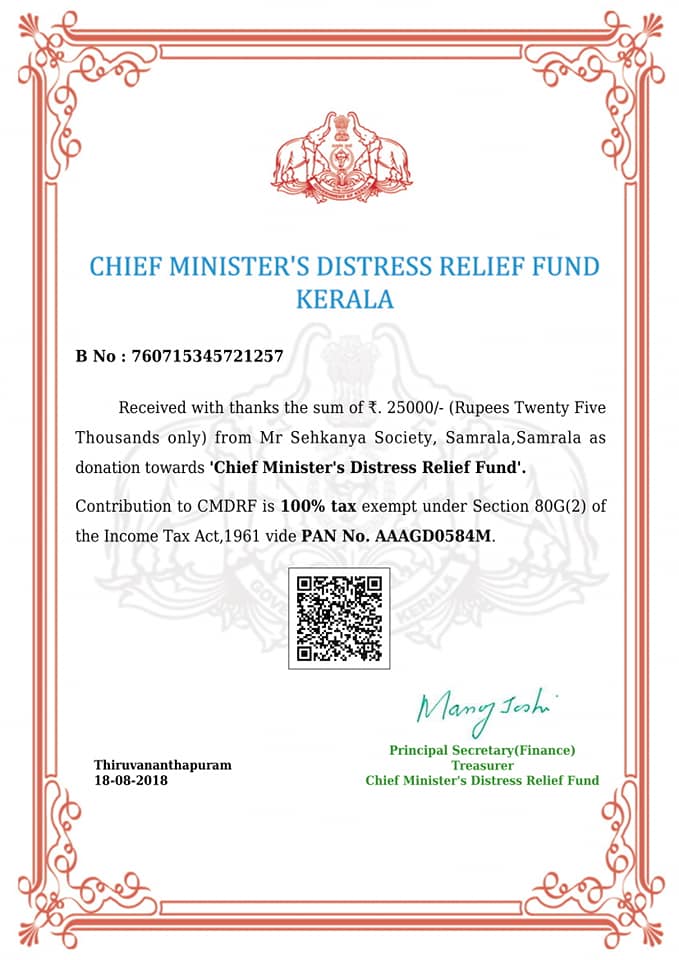 CHIEF MINISTER'S DISTRESS RELIEF FUND
KERALA
B No : 760715345721257
Received with thanks the sum of ₹. 25000/- (Rupees Twenty Five
Thousands only) from Mr Sehkanya Society, Samrala,Samrala as
donation towards 'Chief Minister's Distress Relief Fund'.
Contribution to CMDRF is 100% tax exempt under Section 80G(2) of
the Income Tax Act,1961 vide PAN No. AAAGD0584M.
Manoj Joshi
Principal Secretary(Finance)
Treasurer
Chief Minister's Distress Relief Fund
Thiruvananthapuram
18-08-2018